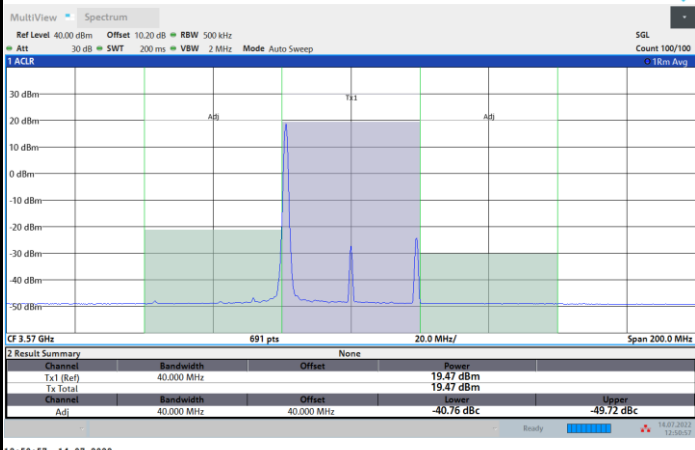 MultiView Spectrum
Ref Level 40.00 dBm Offset 10.20 dB RBW 500 kHz SGL
Att 30 dB SWT 200 ms VBW 2 MHz Mode Auto Sweep Count 100/100
1 ACLR 1Rm Avg
30 dBm
Tx1
20 dBm Adj Adj
10 dBm
0 dBm
-10 dBm
-20 dBm
-30 dBm
-40 dBm
-50 dBm
CF 3.57 GHz 691 pts 20.0 MHz/ Span 200.0 MHz
2 Result Summary None
Channel Bandwidth Offset Power
Tx1 (Ref) 40.000 MHz 19.47 dBm
Tx Total 19.47 dBm
Channel Bandwidth Offset Lower Upper
Adj 40.000 MHz 40.000 MHz -40.76 dBc -49.72 dBc
Ready 14.07.2022
12:50:57